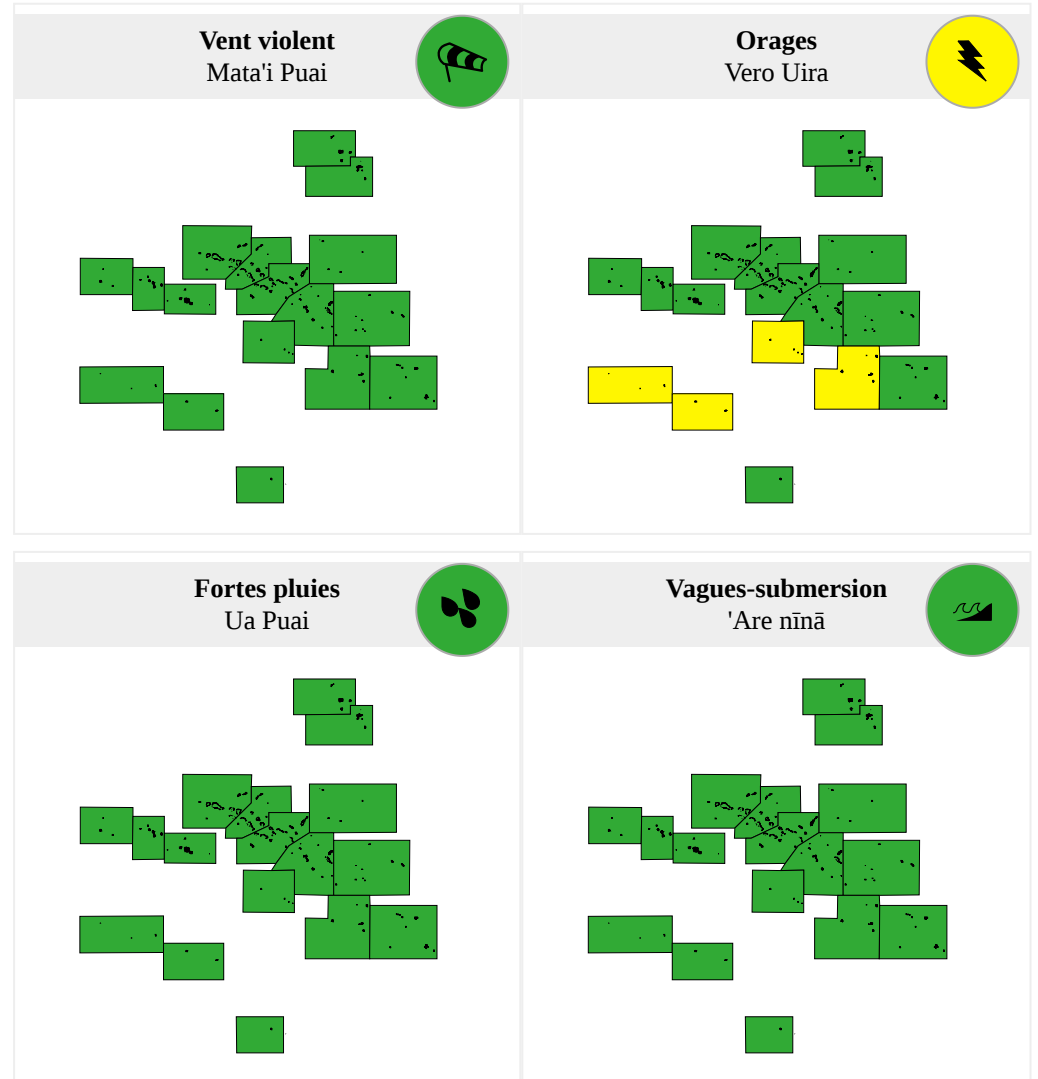 Vent violent
Mata'i Puai
Orages
Vero Uira
Fortes pluies
Ua Puai
Vagues-submersion
'Are nīnā